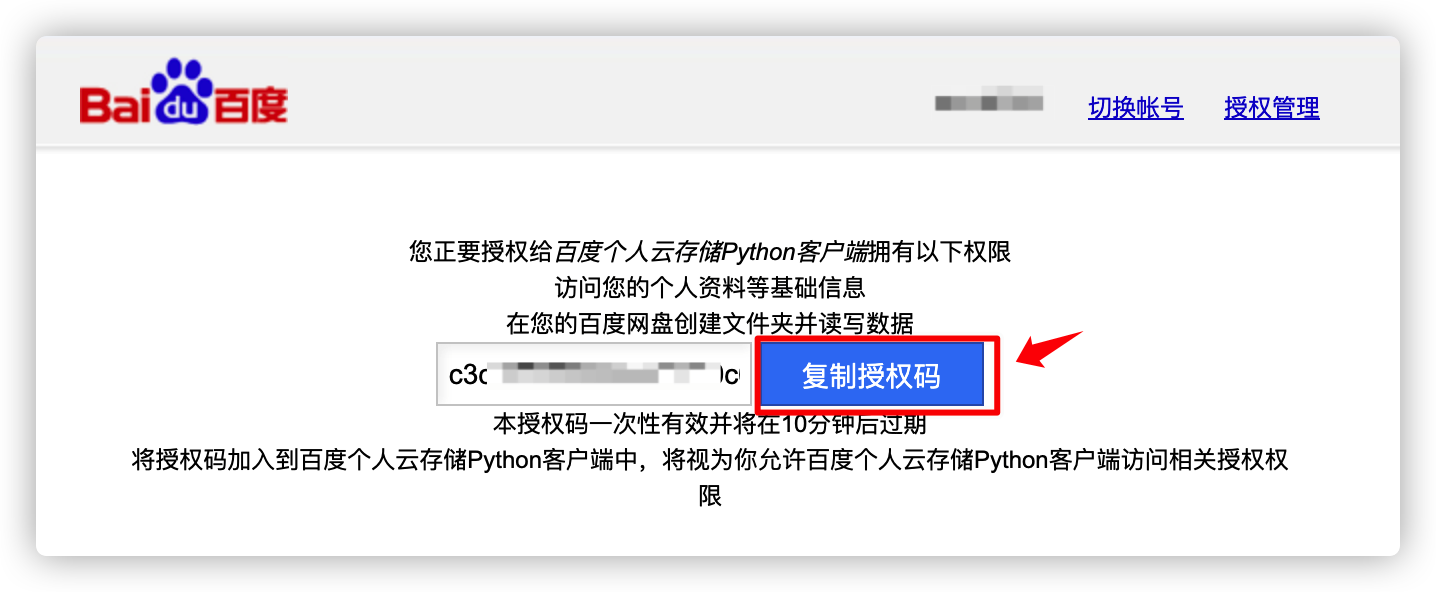 Bai du 百度
切换帐号 授权管理
您正要授权给百度个人云存储Python客户端拥有以下权限
访问您的个人资料等基础信息
在您的百度网盘创建文件夹并读写数据
复制授权码
本授权码一次性有效并将在10分钟后过期
将授权码加入到百度个人云存储Python客户端中，将视为你允许百度个人云存储Python客户端访问相关授权权
限